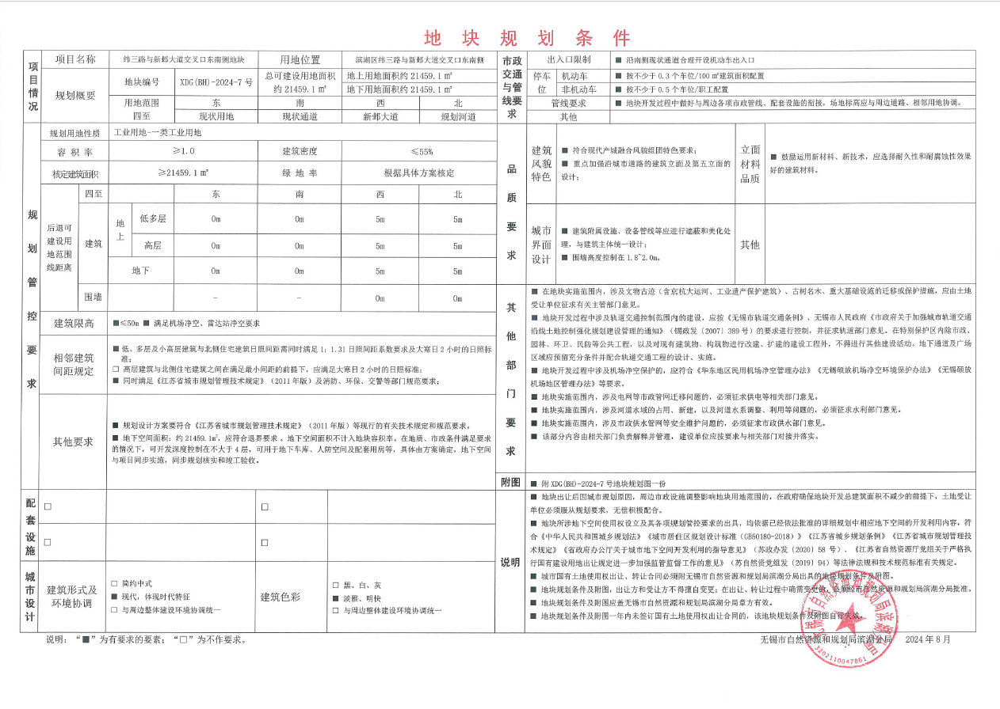 地 块 规 划 条 件
项目情况
项目名称
纬三路与新邮大道交叉口东南侧地块
用地位置
滨湖区纬三路与新邮大道交叉口东南侧
规划概要
地块编号
XDG(BH)-2024-7 号
总可建设用地面积
约 21459.1 ㎡
地上用地面积约 21459.1 ㎡
地下用地面积约 21459.1 ㎡
用地范围
四至
东
南
西
北
现状用地
现状通道
新邮大道
规划河道
规划管控要求
规划用地性质
工业用地-一类工业用地
容 积 率
≥1.0
建筑密度
≤55%
核定建筑面积
≥21459.1 ㎡
绿 地 率
根据具体方案核定
后退可
建设用
地范围
线距离
四至
东
南
西
北
建筑
地上
低多层
0m
0m
5m
5m
高层
0m
0m
5m
5m
地下
0m
0m
5m
5m
围墙
-
-
0m
0m
建筑限高
■≤50m ■ 满足机场净空、雷达站净空要求
相邻建筑
间距规定
■ 低、多层及小高层建筑与北侧住宅建筑日照间距需同时满足 1：1.31 日照间距系数要求及大寒日 2 小时的日照标
准；
□ 高层建筑与北侧住宅建筑之间在满足最小间距的前提下，应满足大寒日 2 小时的日照标准；
■ 同时满足《江苏省城市规划管理技术规定》（2011 年版）及消防、环保、交警等部门规范要求；
其他要求
■ 规划设计方案要符合《江苏省城市规划管理技术规定》（2011 年版）等现行的有关技术规定和规范要求。
■ 地下空间面积：约 21459.1㎡，应符合退界要求 。地下空间面积不计入地块容积率。在地质、市政条件满足要求
的情况下，可开发深度控制在不大于 4 层，可用于地下车库、人防空间及配套用房等，具体由方案确定，地下空间
与项目同步实施，同步规划核实和竣工验收。
配套设施
□
□
□
□
城市设计
建筑形式及
环境协调
□ 简约中式
■ 现代，体现时代特征
□ 与周边整体建设环境协调统一
建筑色彩
□ 黑、白、灰
■ 淡雅、明快
□ 与周边整体建设环境协调统一
市政
交通
与管
线要
求
出入口限制
■ 沿南侧现状通道合理开设机动车出入口
停车
位
机动车
■ 按不少于 0.3 个车位/100 ㎡建筑面积配置
非机动车
■ 按不少于 0.5 个车位/职工配置
管线要求
■ 地块开发过程中做好与周边各项市政管线、配套设施的衔接，场地标高应与周边道路、相邻用地协调。
其他
品质要求
建筑
风貌
特色
■ 符合现代产城融合风貌组团特色要求；
■ 重点加强沿城市道路的建筑立面及第五立面的
设计；
立面
材料
品质
■ 鼓励运用新材料、新技术，应选择耐久性和耐腐蚀性效果
好的建筑材料。
城市
界面
设计
■ 建筑附属设施、设备管线等应进行遮蔽和美化处
理，与建筑主体统一设计；
■ 围墙高度控制在 1.8~2.0m。
其他
其他部门要求
■ 在地块实施范围内，涉及文物古迹（含京杭大运河、工业遗产保护建筑）、古树名木、重大基础设施的迁移或保护措施，应由土地
受让单位征求有关主管部门意见。
■ 地块开发过程中涉及轨道交通控制范围内的建设，应按《无锡市轨道交通条例》、无锡市人民政府《市政府关于加强城市轨道交通
沿线土地控制强化规划建设管理的通知》（锡政发〔2007〕389 号）的要求进行控制，并征求轨道部门意见。在特别保护区内除市政、
园林、环卫、民防等公共工程，以及对现有建筑物、构筑物进行改建、扩建的建设工程外，不得进行其他建设活动。地下通道及广场
区域应预留充分条件并配合轨道交通工程的设计、实施。
■ 地块开发过程中涉及机场净空保护的，应符合《华东地区民用机场净空管理办法》《无锡硕放机场净空环境保护办法》《无锡硕放
机场地区管理办法》等要求。
■ 地块实施范围内，涉及电网等市政管网迁移问题的，必须征求供电等相关部门意见。
■ 地块实施范围内，涉及河道水域的占用、新建，以及河道水系调整、利用等问题的，必须征求水利部门意见。
■ 地块实施范围内，涉及市政供水管网等安全维护问题的，必须征求市政供水部门意见。
■ 该部分内容由相关部门负责解释并管理，建设单位应按要求与相关部门对接并落实。
附图
■ 附 XDG(BH)-2024-7 号地块规划图一份
说明
■ 地块出让后因城市规划原因，周边市政设施调整影响地块用地范围的，在政府确保地块开发总建筑面积不减少的前提下，土地受让
单位必须服从规划要求，无偿积极配合。
■ 地块所涉地下空间使用权设立及其各项规划管控要求的出具，均依据已经依法批准的详细规划中相应地下空间的开发利用内容，符
合《中华人民共和国城乡规划法》《城市居住区规划设计标准（GB50180-2018）》《江苏省城乡规划条例》《江苏省城市规划管理技
术规定》《省政府办公厅关于城市地下空间开发利用的指导意见》（苏政办发〔2020〕58 号）、《江苏省自然资源厅党组关于严格执
行国有建设用地出让规定进一步加强监管监督工作的意见》（苏自然资党组发〔2019〕94）等法律法规和技术规范标准有关规定。
■ 城市国有土地使用权出让、转让合同必须附无锡市自然资源和规划局滨湖分局出具的地块规划条件及附图。
■ 地块规划条件及附图，出让方和受让方不得擅自变更；在出让、转让过程中确需变更的，必须经市自然资源和规划局滨湖分局批准。
■ 地块规划条件及附图应盖无锡市自然资源和规划局滨湖分局章方有效。
■ 地块规划条件及附图一年内未签订国有土地使用权出让合同的，该地块规划条件及附图自行失效。
说明：“■”为有要求的要素；“□”为不作要求。
无锡市自然资源和规划局滨湖分局 2024 年 8 月
3202110047861